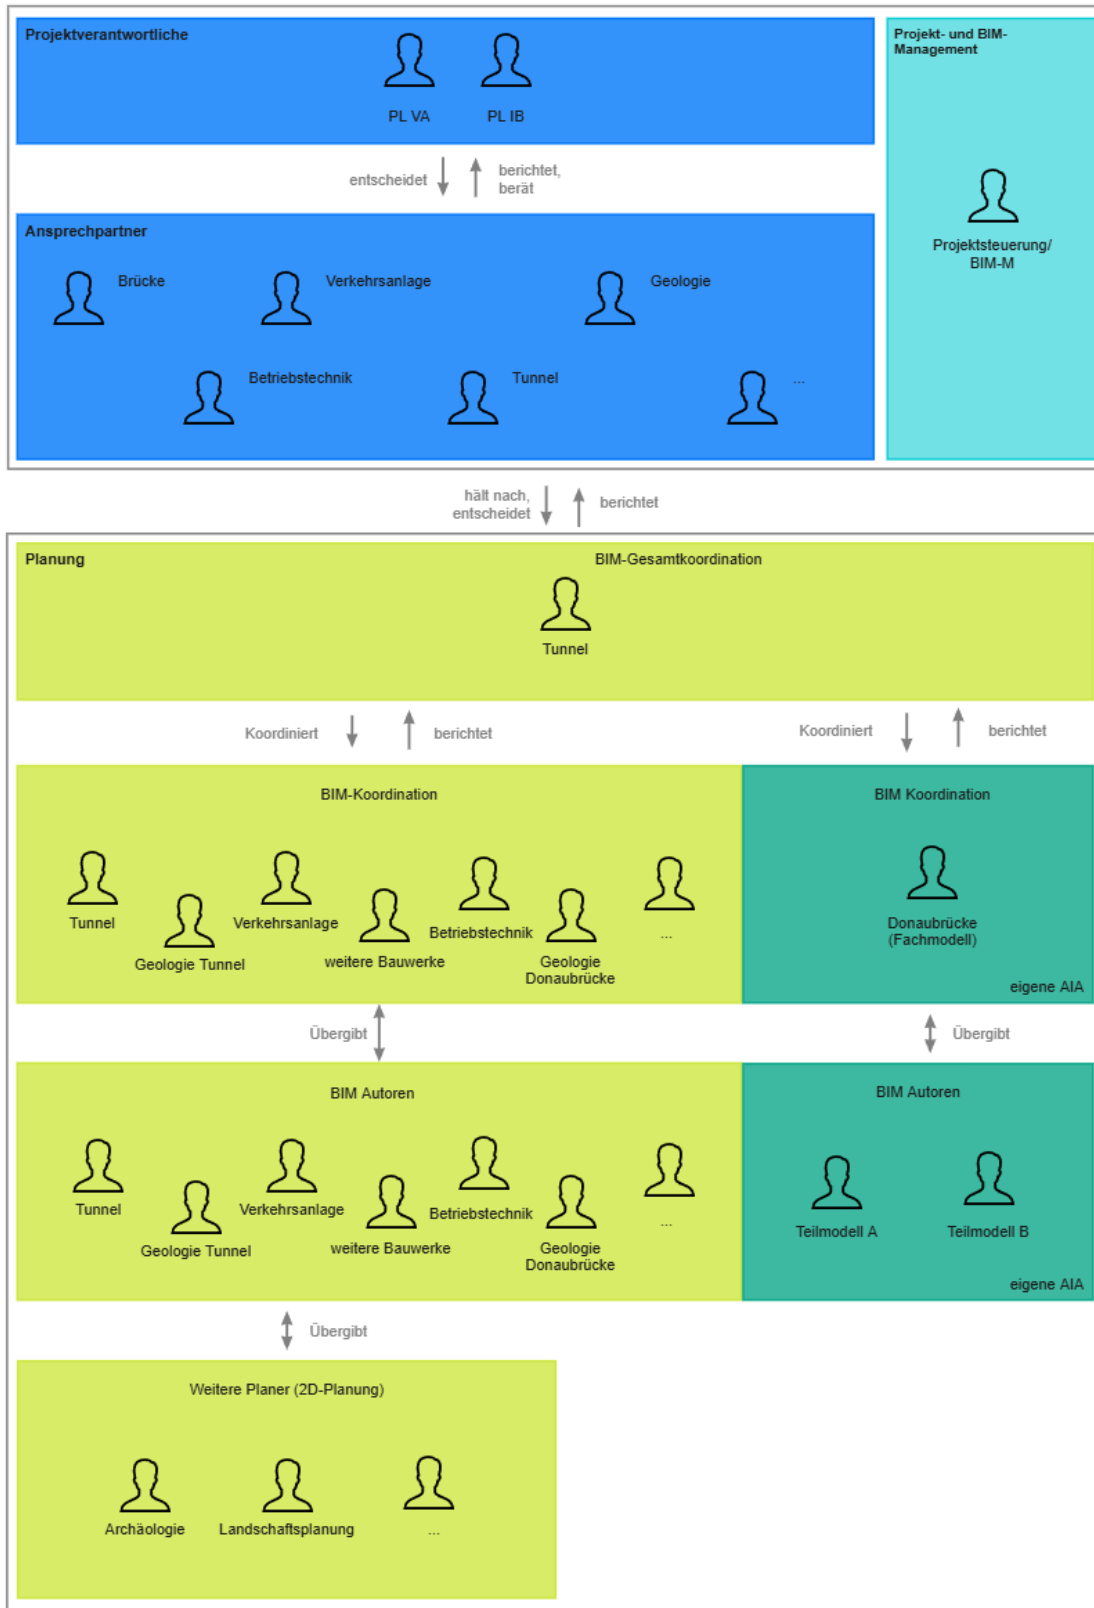 Projektverantwortliche
PL VA
PL IB
Projekt- und BIM-
Management
Projektsteuerung/
BIM-M
entscheidet
berichtet,
berät
Ansprechpartner
Brücke
Verkehrsanlage
Geologie
Betriebstechnik
Tunnel
...
hält nach,
entscheidet
berichtet
Planung
BIM-Gesamtkoordination
Tunnel
Koordiniert
berichtet
Koordiniert
berichtet
BIM-Koordination
Tunnel
Geologie Tunnel
Verkehrsanlage
weitere Bauwerke
Betriebstechnik
Geologie
Donaubrücke
...
BIM Koordination
Donaubrücke
(Fachmodell)
eigene AIA
Übergibt
Übergibt
BIM Autoren
Tunnel
Geologie Tunnel
Verkehrsanlage
weitere Bauwerke
Betriebstechnik
Geologie
Donaubrücke
...
BIM Autoren
Teilmodell A
Teilmodell B
eigene AIA
Übergibt
Weitere Planer (2D-Planung)
Archäologie
Landschaftsplanung
...